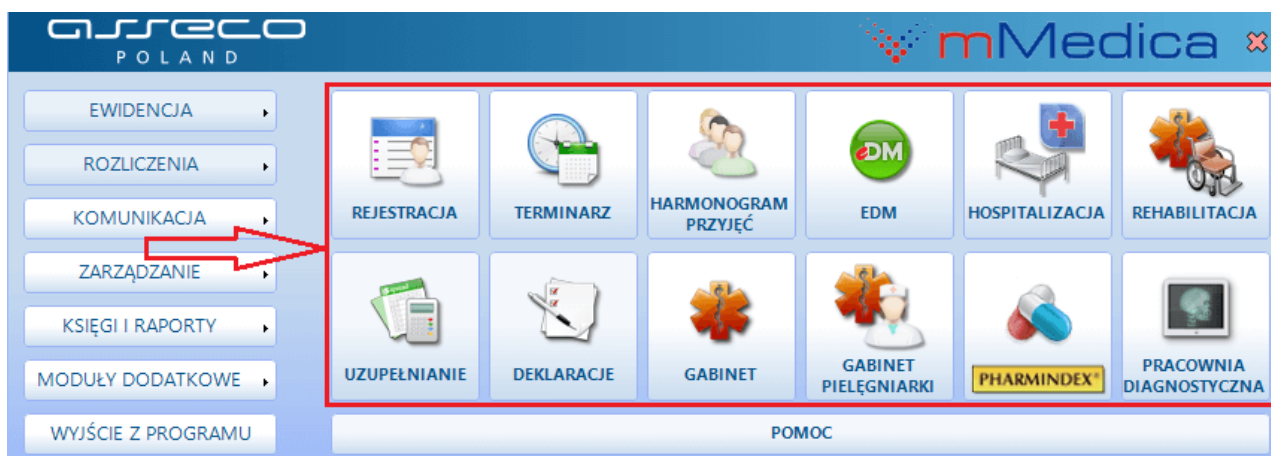 asseco
POLAND
mMedica
EWIDENCJA
ROZLICZENIA
KOMUNIKACJA
ZARZĄDZANIE
KSIĘGI I RAPORTY
MODUŁY DODATKOWE
WYJŚCIE Z PROGRAMU
REJESTRACJA
TERMINARZ
HARMONOGRAM
PRZYJĘĆ
eDM
EDM
HOSPITALIZACJA
REHABILITACJA
UZUPEŁNIANIE
DEKLARACJE
GABINET
GABINET
PIELĘGNIARKI
PHARMINDEX®
PRACOWNIA
DIAGNOSTYCZNA
POMOC